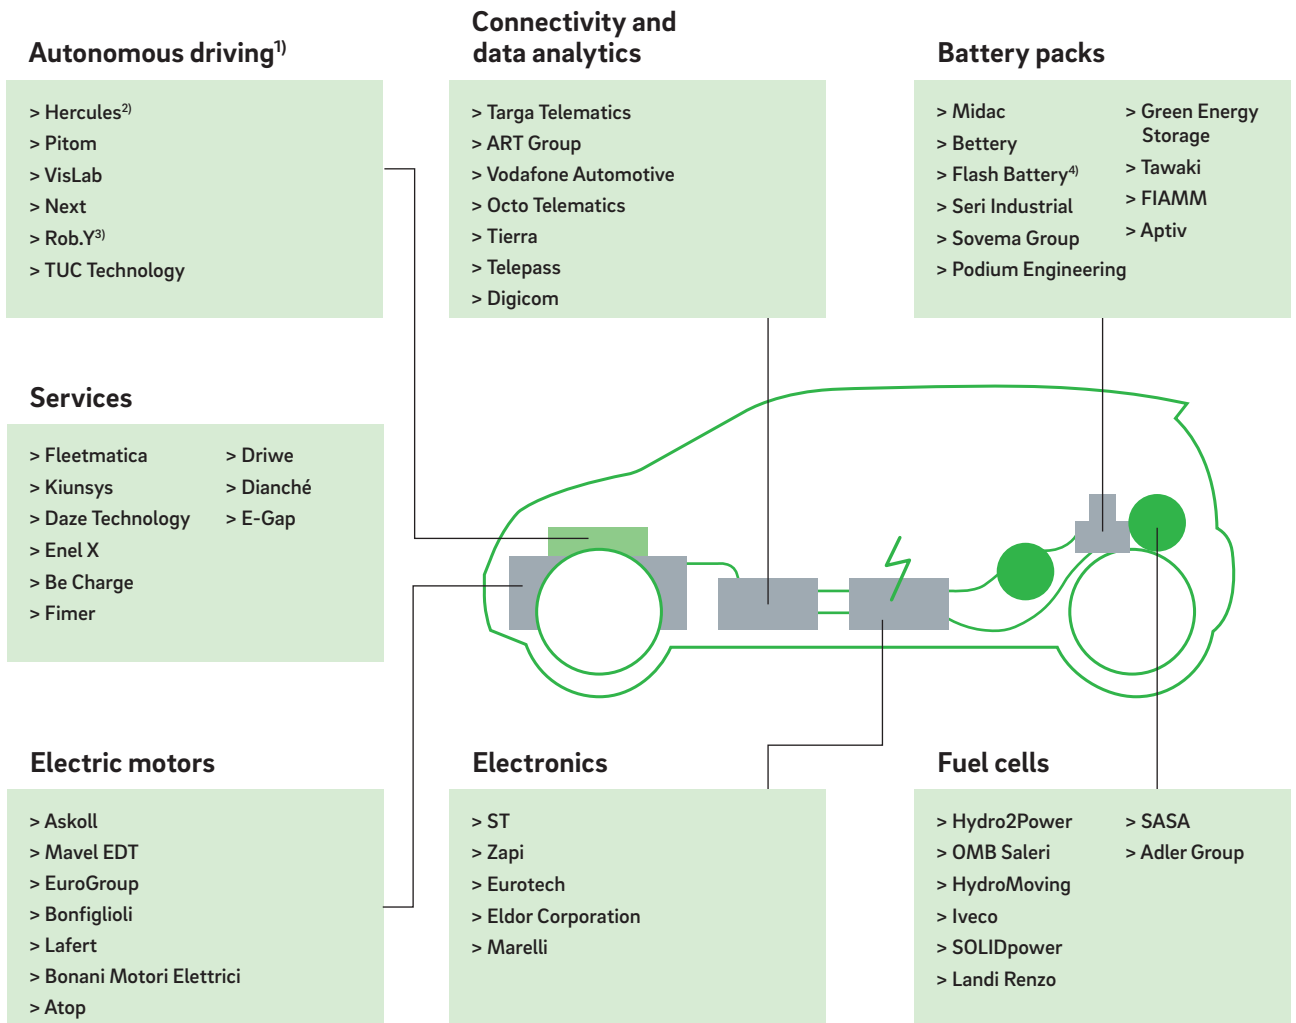 Autonomous driving1)
> Hercules2)
> Pitom
> VisLab
> Next
> Rob.Y3)
> TUC Technology
Connectivity and
data analytics
> Targa Telematics
> ART Group
> Vodafone Automotive
> Octo Telematics
> Tierra
> Telepass
> Digicom
Battery packs
> Midac
> Bettery
> Flash Battery4)
> Seri Industrial
> Sovema Group
> Podium Engineering
> Green Energy
Storage
> Tawaki
> FIAMM
> Aptiv
Services
> Fleetmatica
> Kiunsys
> Daze Technology
> Enel X
> Be Charge
> Fimer
> Driwe
> Dianché
> E-Gap
Electric motors
> Askoll
> Mavel EDT
> EuroGroup
> Bonfiglioli
> Lafert
> Bonani Motori Elettrici
> Atop
Electronics
> ST
> Zapi
> Eurotech
> Eldor Corporation
> Marelli
Fuel cells
> Hydro2Power
> OMB Saleri
> HydroMoving
> Iveco
> SOLIDpower
> Landi Renzo
> SASA
> Adler Group